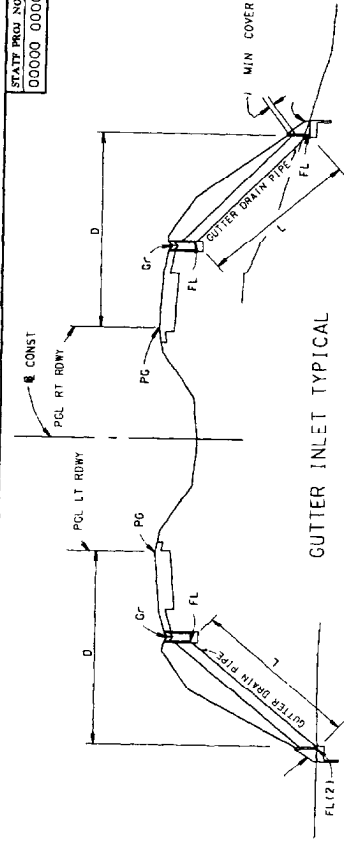 STATE PROJ NO
00000 0000
℄ CONST
PGL LT RDWY
PGL RT RDWY
D
D
PG
PG
Gr
Gr
FL
FL
GUTTER DRAIN PIPE
GUTTER DRAIN PIPE
L
L
FL(2)
FL
MIN COVER
GUTTER INLET TYPICAL